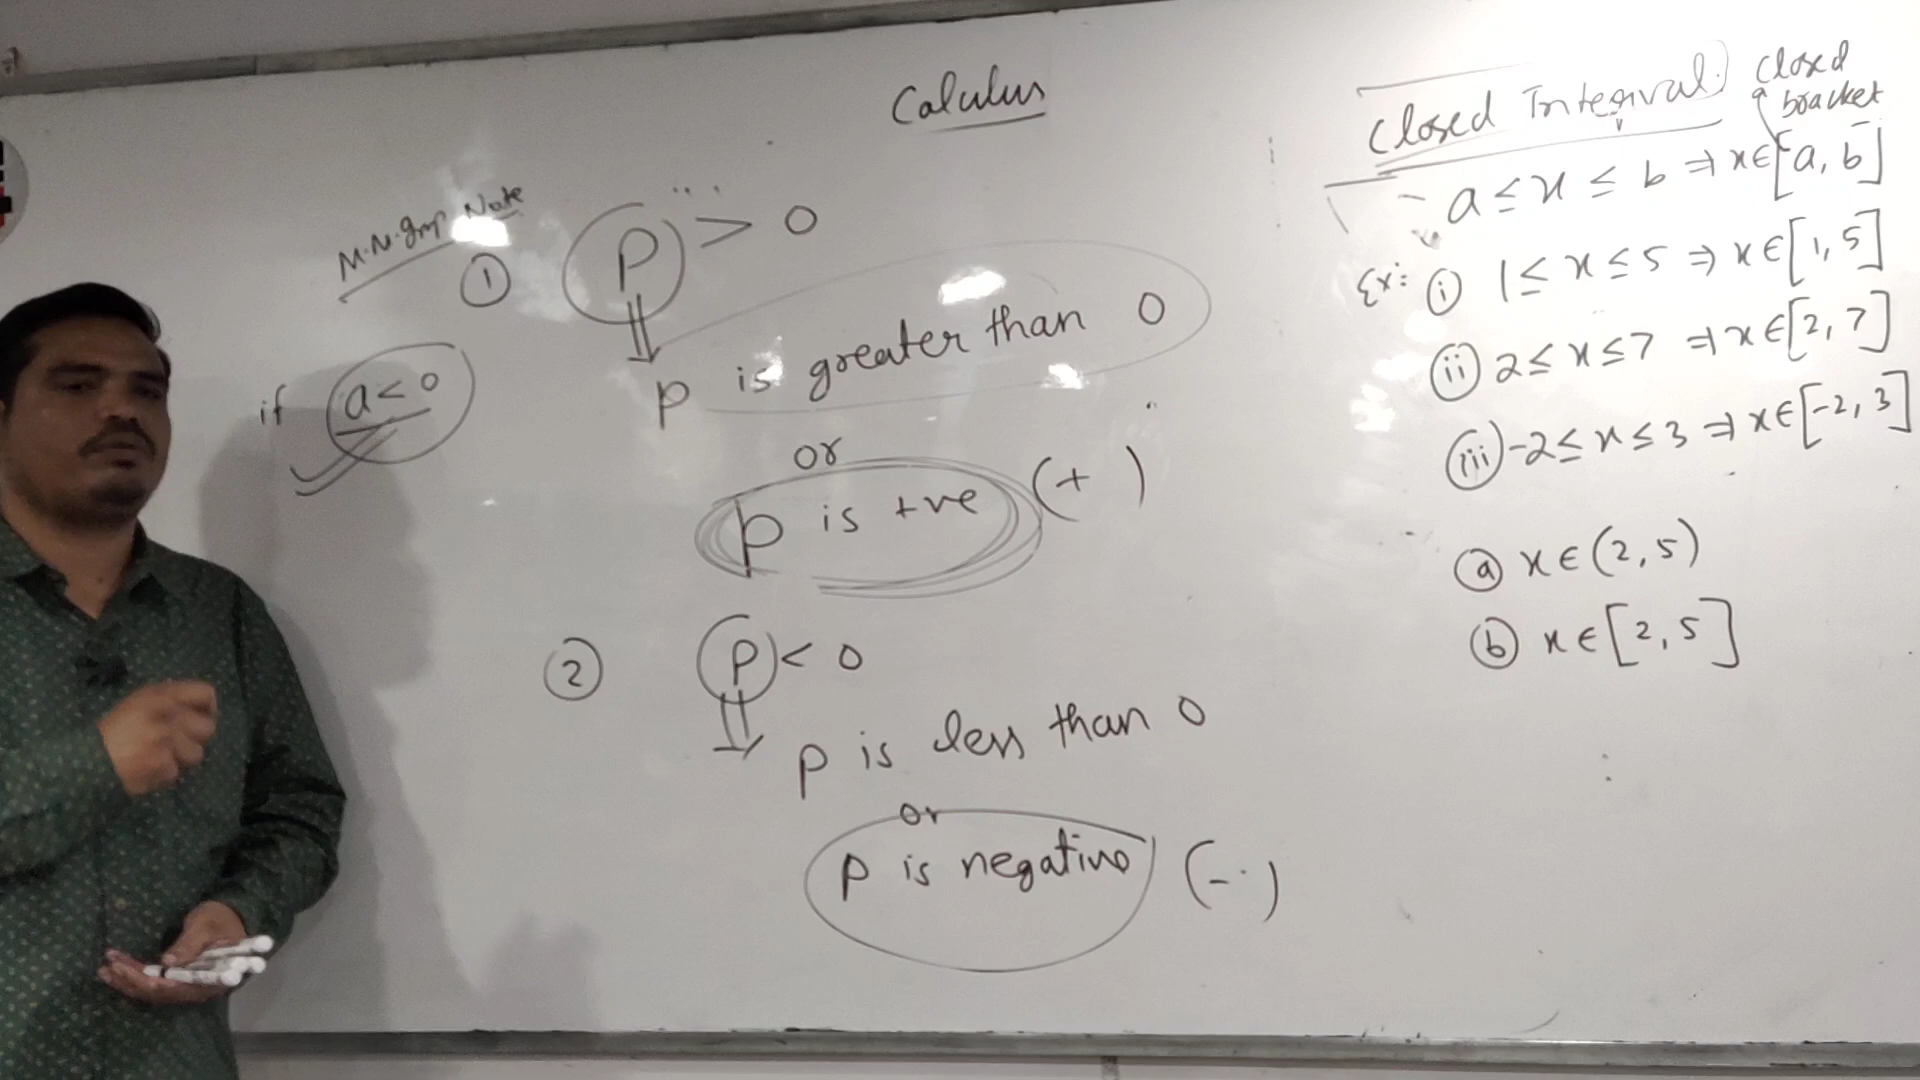 Calulus
M.M.Imp Note
① P > 0
P is greater than 0
or
P is +ve (+)
if a<0
② P < 0
P is less than 0
or
P is negative (-)
Closed Interval
closed bracket
a ≤ x ≤ b ⇒ x∈[a, b]
Ex: (i) 1 ≤ x ≤ 5 ⇒ x∈[1, 5]
(ii) 2 ≤ x ≤ 7 ⇒ x∈[2, 7]
(iii) -2 ≤ x ≤ 3 ⇒ x∈[-2, 3]
ⓐ x∈(2, 5)
ⓑ x∈[2, 5]